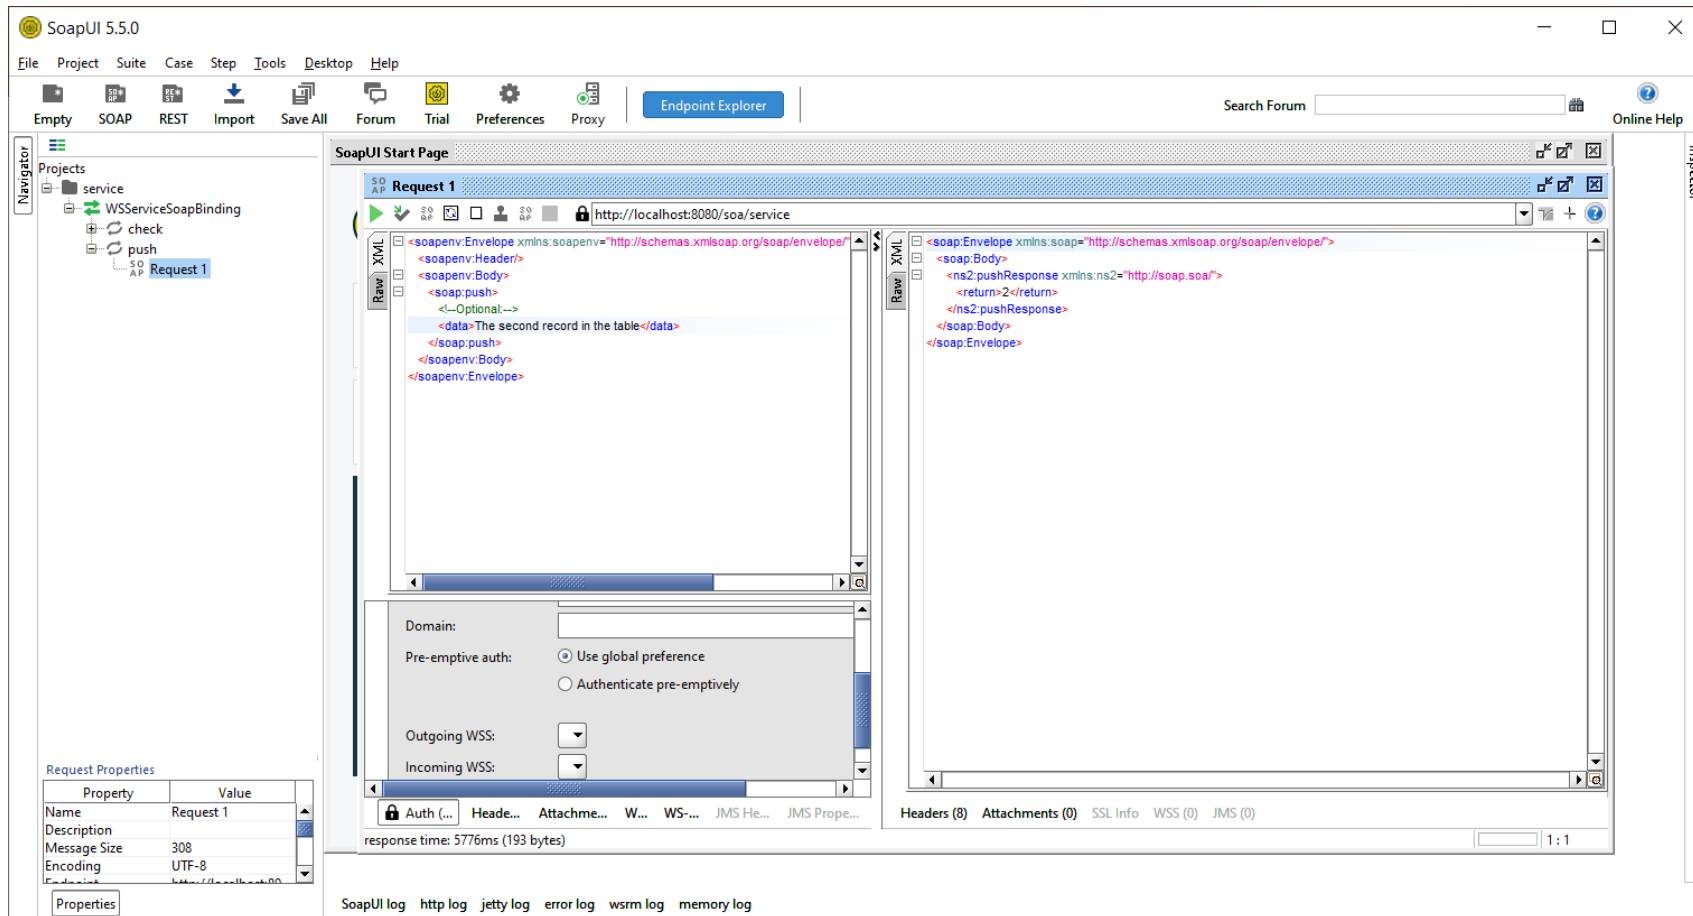 SoapUI 5.5.0
File Project Suite Case Step Tools Desktop Help
Empty SOAP REST Import Save All Forum Trial Preferences Proxy
Endpoint Explorer
Search Forum
Online Help
Navigator
Projects
service
WSServiceSoapBinding
check
push
Request 1
SoapUI Start Page
Request 1
http://localhost:8080/soa/service
XML
Raw
<soapenv:Envelope xmlns:soapenv="http://schemas.xmlsoap.org/soap/envelope/"
<soapenv:Header/>
<soapenv:Body>
<soap:push>
<!--Optional:-->
<data>The second record in the table</data>
</soap:push>
</soapenv:Body>
</soapenv:Envelope>
XML
Raw
<soap:Envelope xmlns:soap="http://schemas.xmlsoap.org/soap/envelope/">
<soap:Body>
<ns2:pushResponse xmlns:ns2="http://soap.soa/">
<return>2</return>
</ns2:pushResponse>
</soap:Body>
</soap:Envelope>
Domain:
Pre-emptive auth: Use global preference
Authenticate pre-emptively
Outgoing WSS:
Incoming WSS:
Auth (... Heade... Attachme... W... WS-... JMS He... JMS Prope...
Headers (8) Attachments (0) SSL Info WSS (0) JMS (0)
response time: 5776ms (193 bytes)
1 : 1
Request Properties
Property Value
Name Request 1
Description
Message Size 308
Encoding UTF-8
Endpoint http://localhost:80
Properties
SoapUI log http log jetty log error log wsrm log memory log